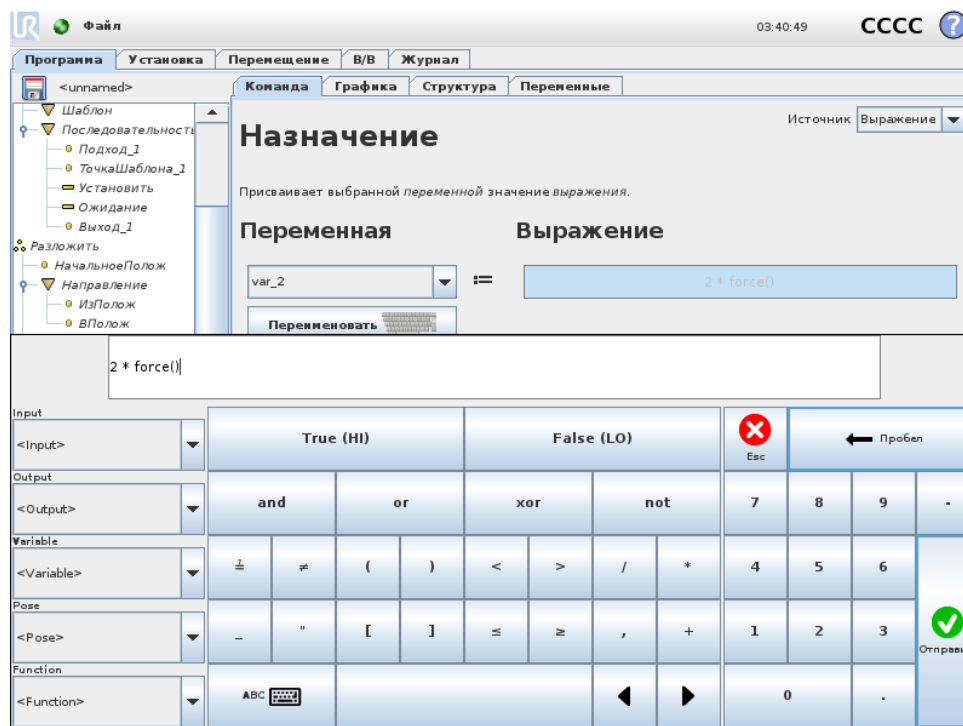 UR Файл 03:40:49 CCCC ?
Программа Установка Перемещение В/В Журнал
<unnamed> Команда Графика Структура Переменные
Шаблон
Последовательность
Подход_1
ТочкаШаблона_1
Установить
Ожидание
Выход_1
Разложить
НачальноеПолож
Направление
ИзПолож
ВПолож
Источник Выражение
Назначение
Присваивает выбранной переменной значение выражения.
Переменная Выражение
var_2 := 2 * force()
Переименовать
2 * force()
Input
<Input> True (HI) False (LO) Esc Пробел
Output
<Output> and or xor not 7 8 9 -
Variable
<Variable> ≟ ≠ ( ) < > / * 4 5 6
Pose
<Pose> _ " [ ] ≤ ≥ , + 1 2 3 Отправи
Function
<Function> ABC 0 .